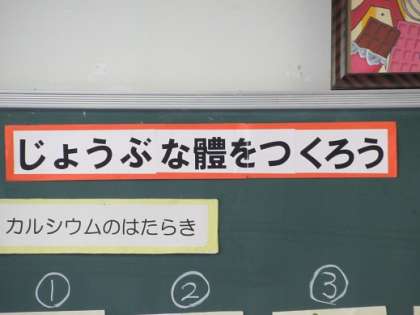 じょうぶな體をつくろう
カルシウムのはたらき
① ② ③